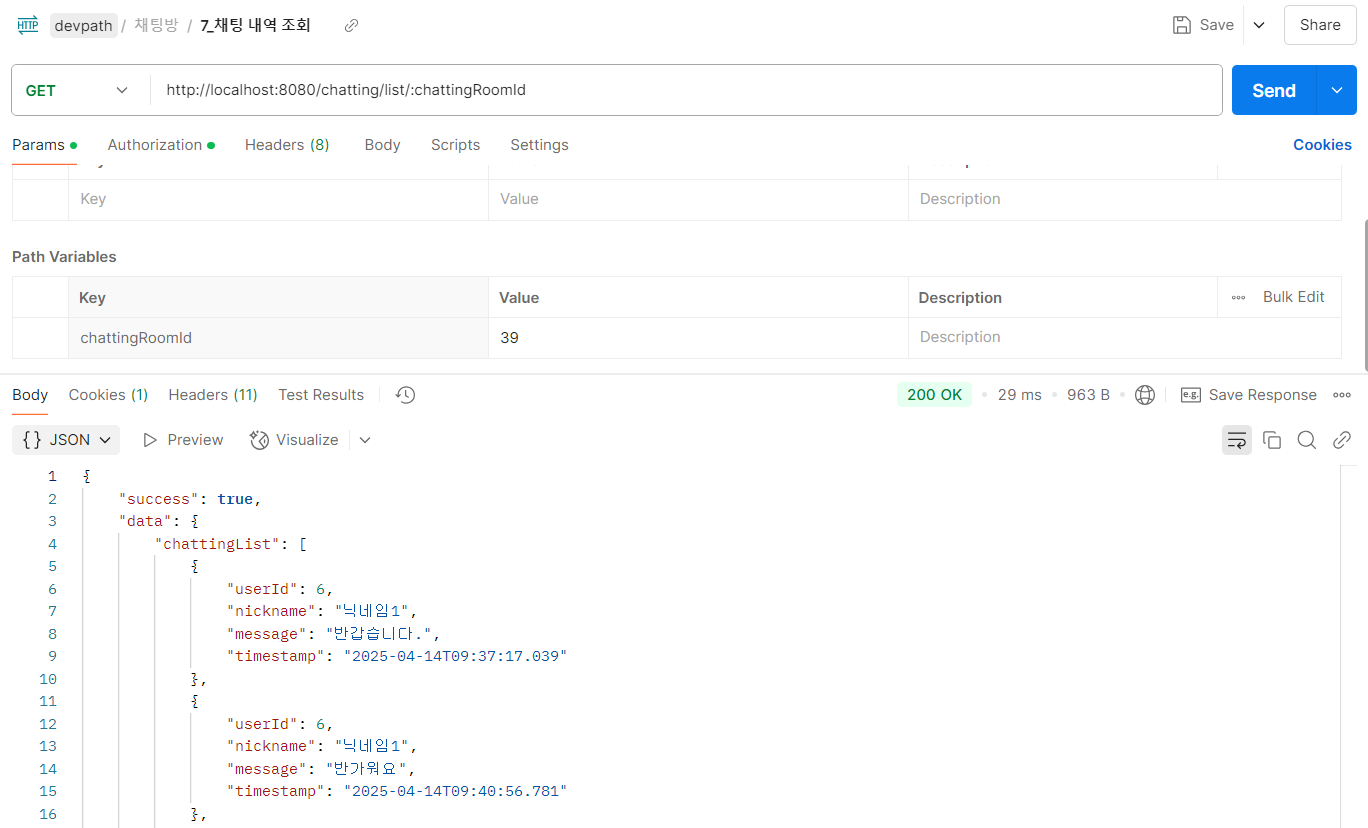 HTTP devpath / 채팅방 / 7_채팅 내역 조회 Save Share
GET http://localhost:8080/chatting/list/:chattingRoomId Send
Params Authorization Headers (8) Body Scripts Settings Cookies
Key Value Description
Path Variables
Key Value Description Bulk Edit
chattingRoomId 39 Description
Body Cookies (1) Headers (11) Test Results 200 OK 29 ms 963 B e.g. Save Response
{} JSON Preview Visualize
1 {
2 "success": true,
3 "data": {
4 "chattingList": [
5 {
6 "userId": 6,
7 "nickname": "닉네임1",
8 "message": "반갑습니다.",
9 "timestamp": "2025-04-14T09:37:17.039"
10 },
11 {
12 "userId": 6,
13 "nickname": "닉네임1",
14 "message": "반가워요",
15 "timestamp": "2025-04-14T09:40:56.781"
16 },